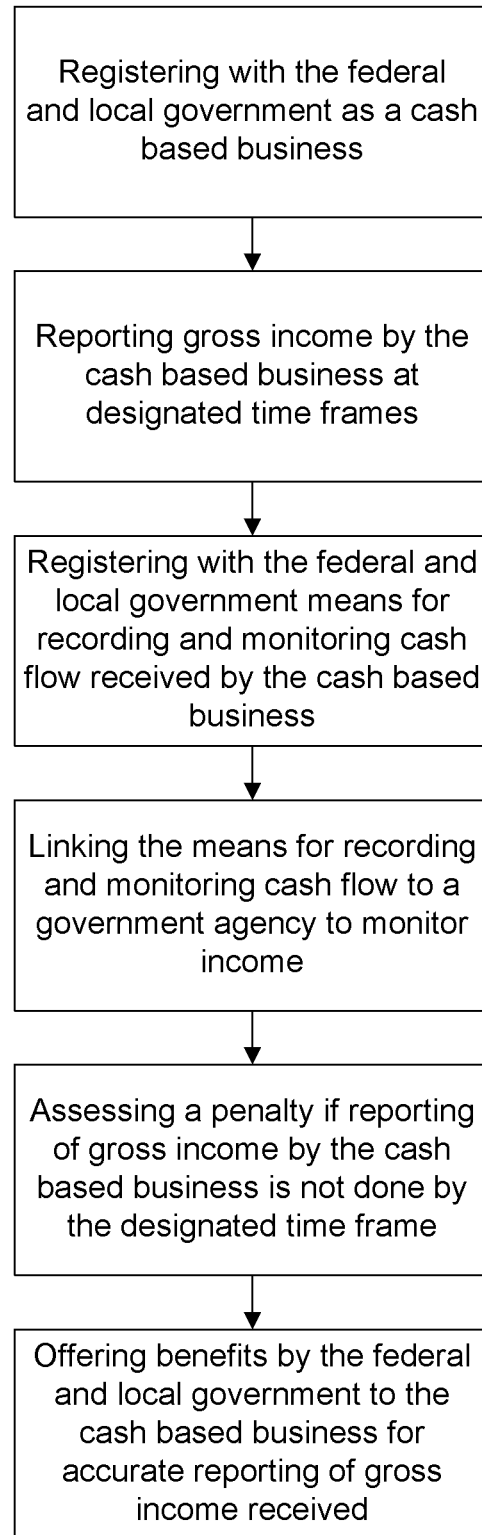 Registering with the federal
and local government as a cash
based business
Reporting gross income by the
cash based business at
designated time frames
Registering with the federal and
local government means for
recording and monitoring cash
flow received by the cash based
business
Linking the means for recording
and monitoring cash flow to a
government agency to monitor
income
Assessing a penalty if reporting
of gross income by the cash
based business is not done by
the designated time frame
Offering benefits by the federal
and local government to the
cash based business for
accurate reporting of gross
income received